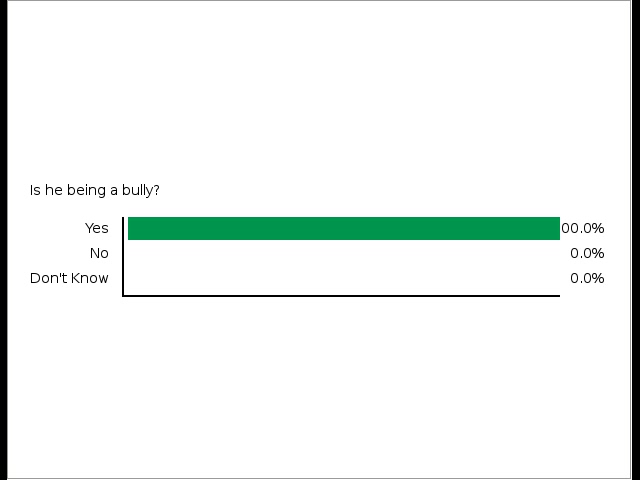 Is he being a bully?
Yes 00.0%
No 0.0%
Don't Know 0.0%